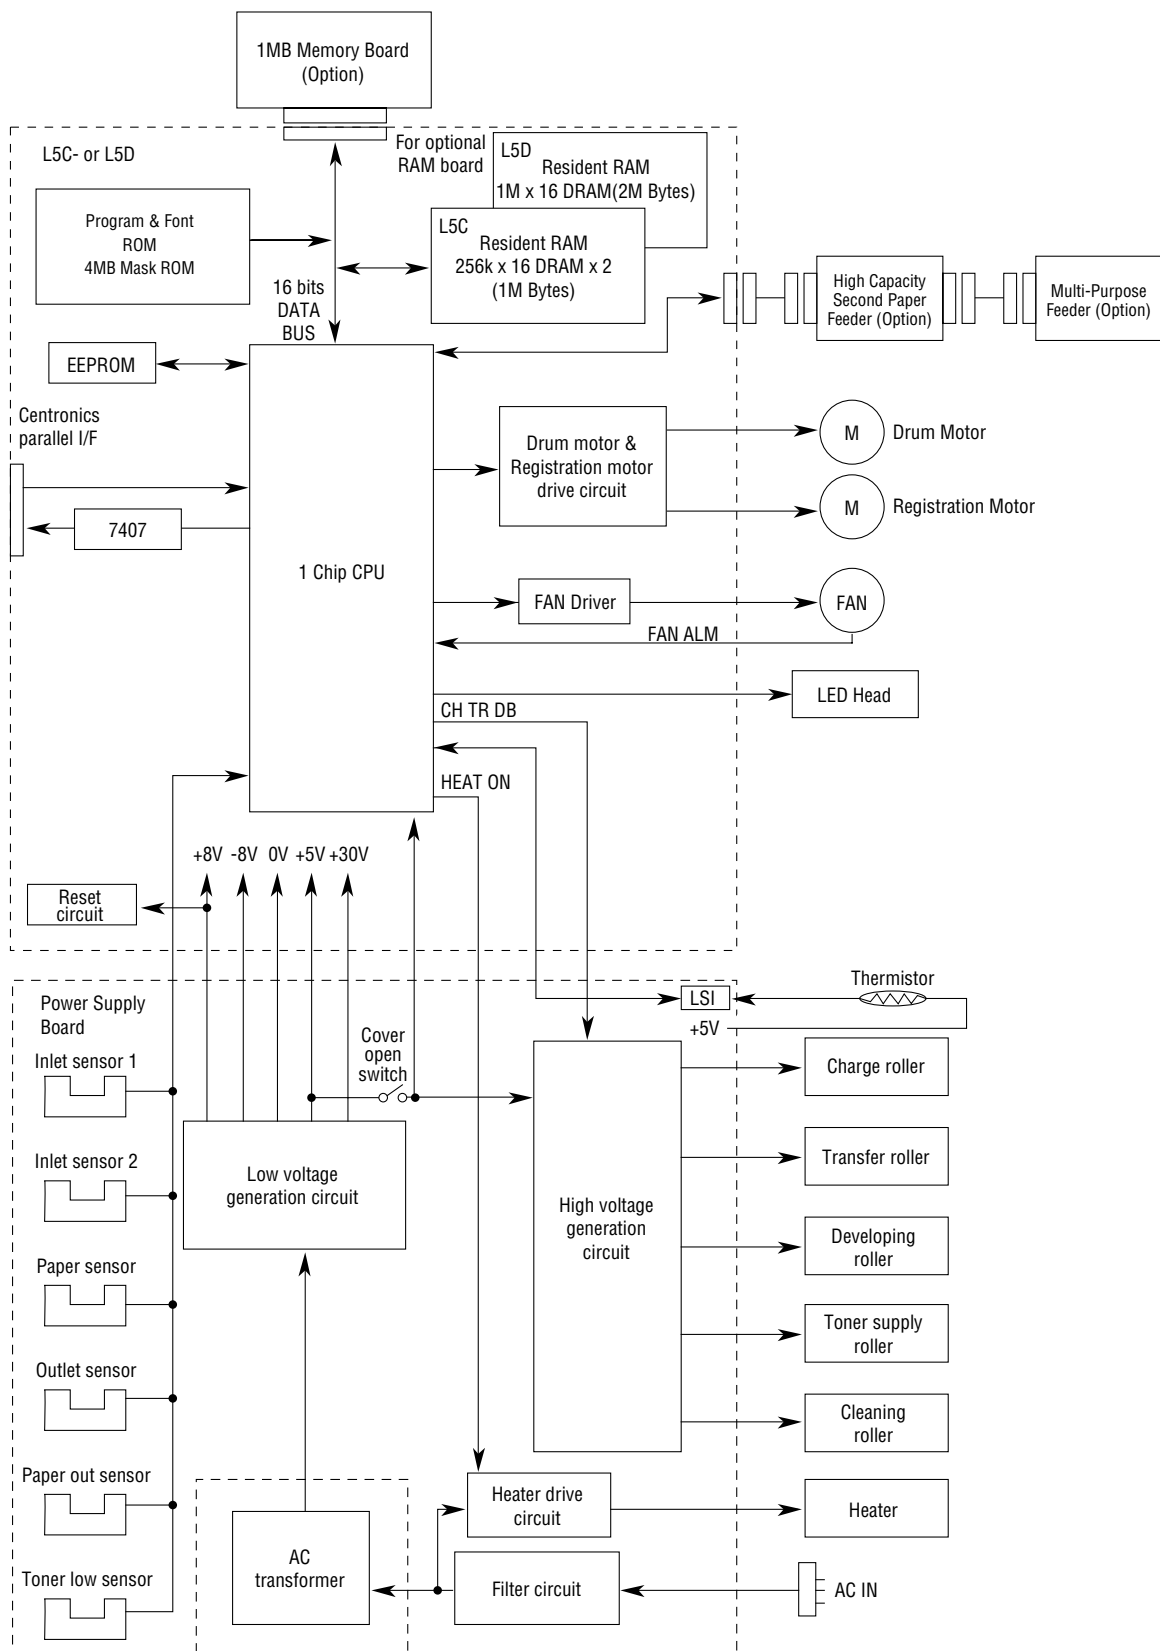 1MB Memory Board
(Option)
L5C- or L5D
For optional
RAM board
L5D
Resident RAM
1M x 16 DRAM(2M Bytes)
Program & Font
ROM
4MB Mask ROM
L5C
Resident RAM
256k x 16 DRAM x 2
(1M Bytes)
16 bits
DATA
BUS
High Capacity
Second Paper
Feeder (Option)
Multi-Purpose
Feeder (Option)
EEPROM
Centronics
parallel I/F
7407
1 Chip CPU
Drum motor &
Registration motor
drive circuit
M
Drum Motor
M
Registration Motor
FAN Driver
FAN
FAN ALM
LED Head
CH TR DB
HEAT ON
+8V
-8V
0V
+5V
+30V
Reset
circuit
Power Supply
Board
LSI
Thermistor
+5V
Cover
open
switch
Inlet sensor 1
Inlet sensor 2
Paper sensor
Outlet sensor
Paper out sensor
Toner low sensor
Low voltage
generation circuit
High voltage
generation
circuit
Charge roller
Transfer roller
Developing
roller
Toner supply
roller
Cleaning
roller
Heater drive
circuit
Heater
AC
transformer
Filter circuit
AC IN